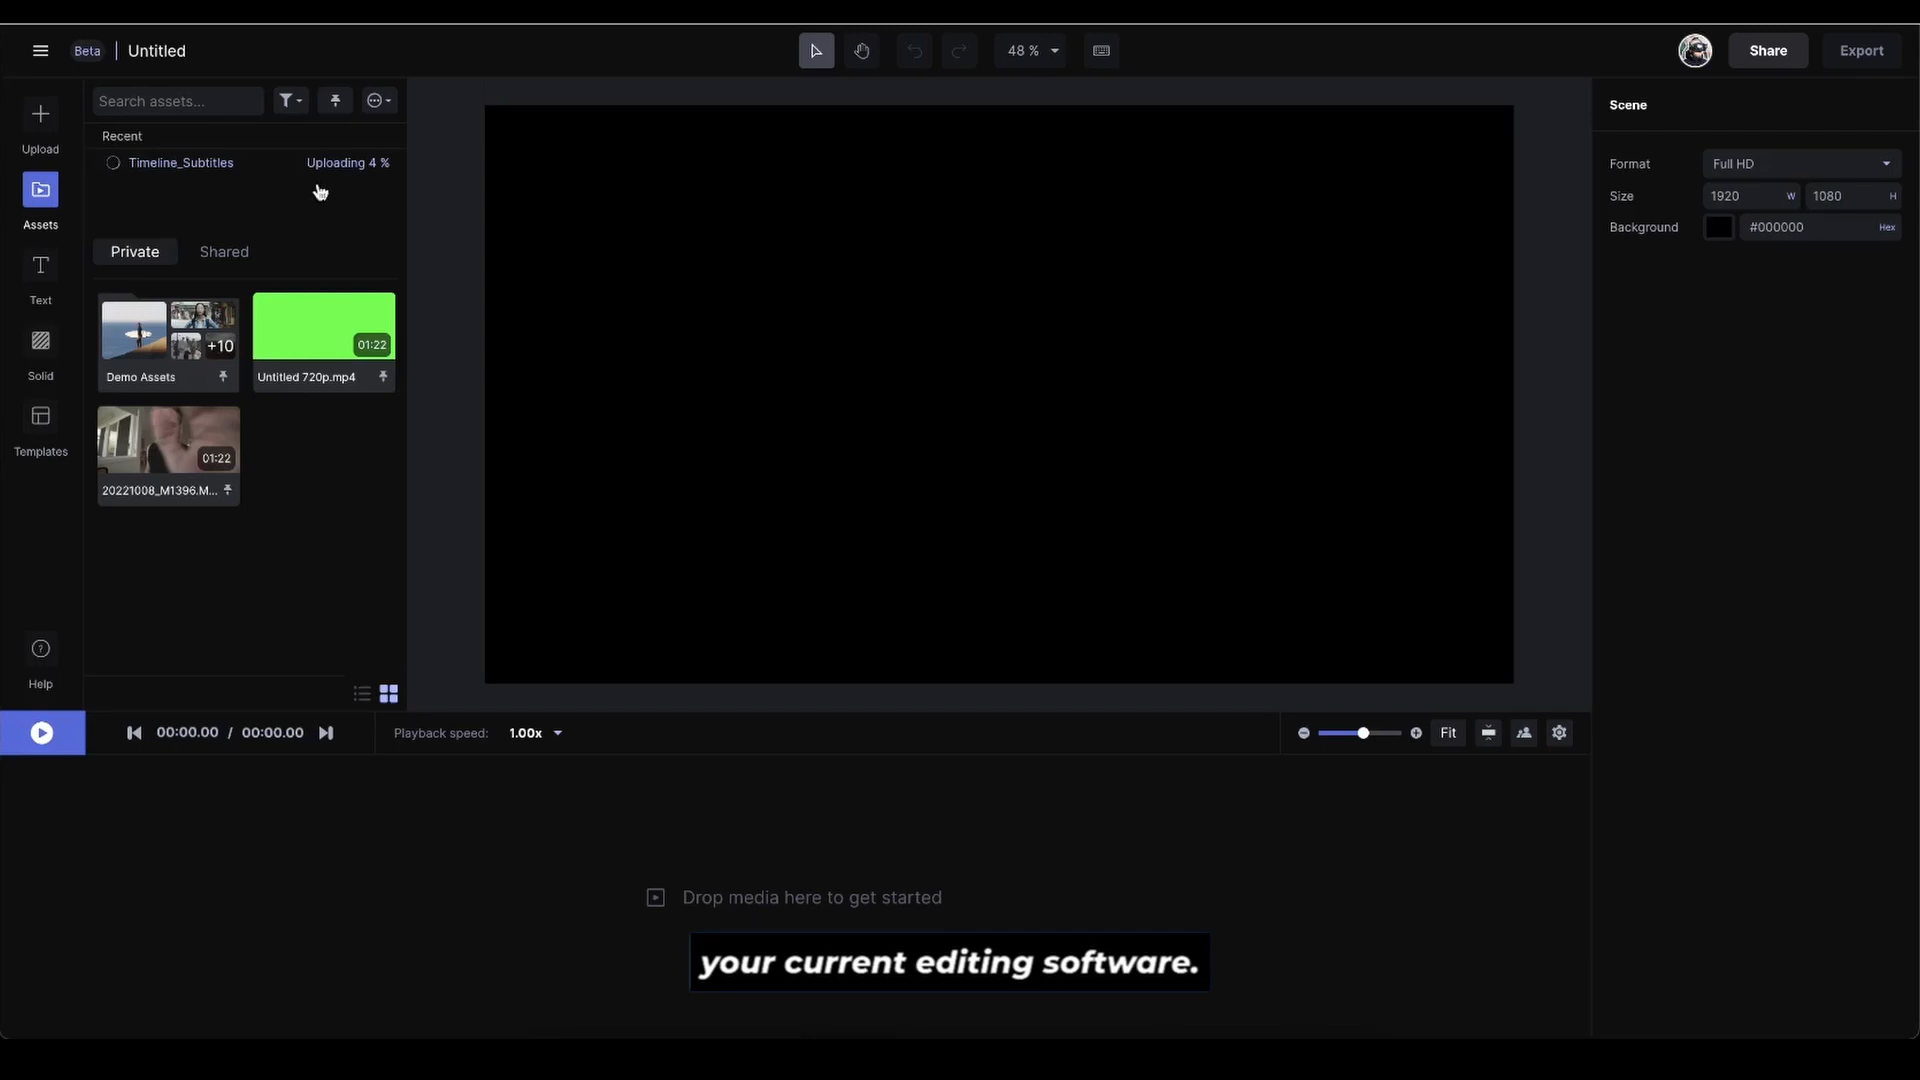 Beta
Untitled
48 %
Share
Export
Upload
Assets
Text
Solid
Templates
Help
Search assets...
Recent
Timeline_Subtitles
Uploading 4 %
Private
Shared
+10
Demo Assets
01:22
Untitled 720p.mp4
01:22
20221008_M1396.M...
Scene
Format
Full HD
Size
1920 W
1080 H
Background
#000000 Hex
00:00.00 / 00:00.00
Playback speed: 1.00x
Fit
Drop media here to get started
your current editing software.